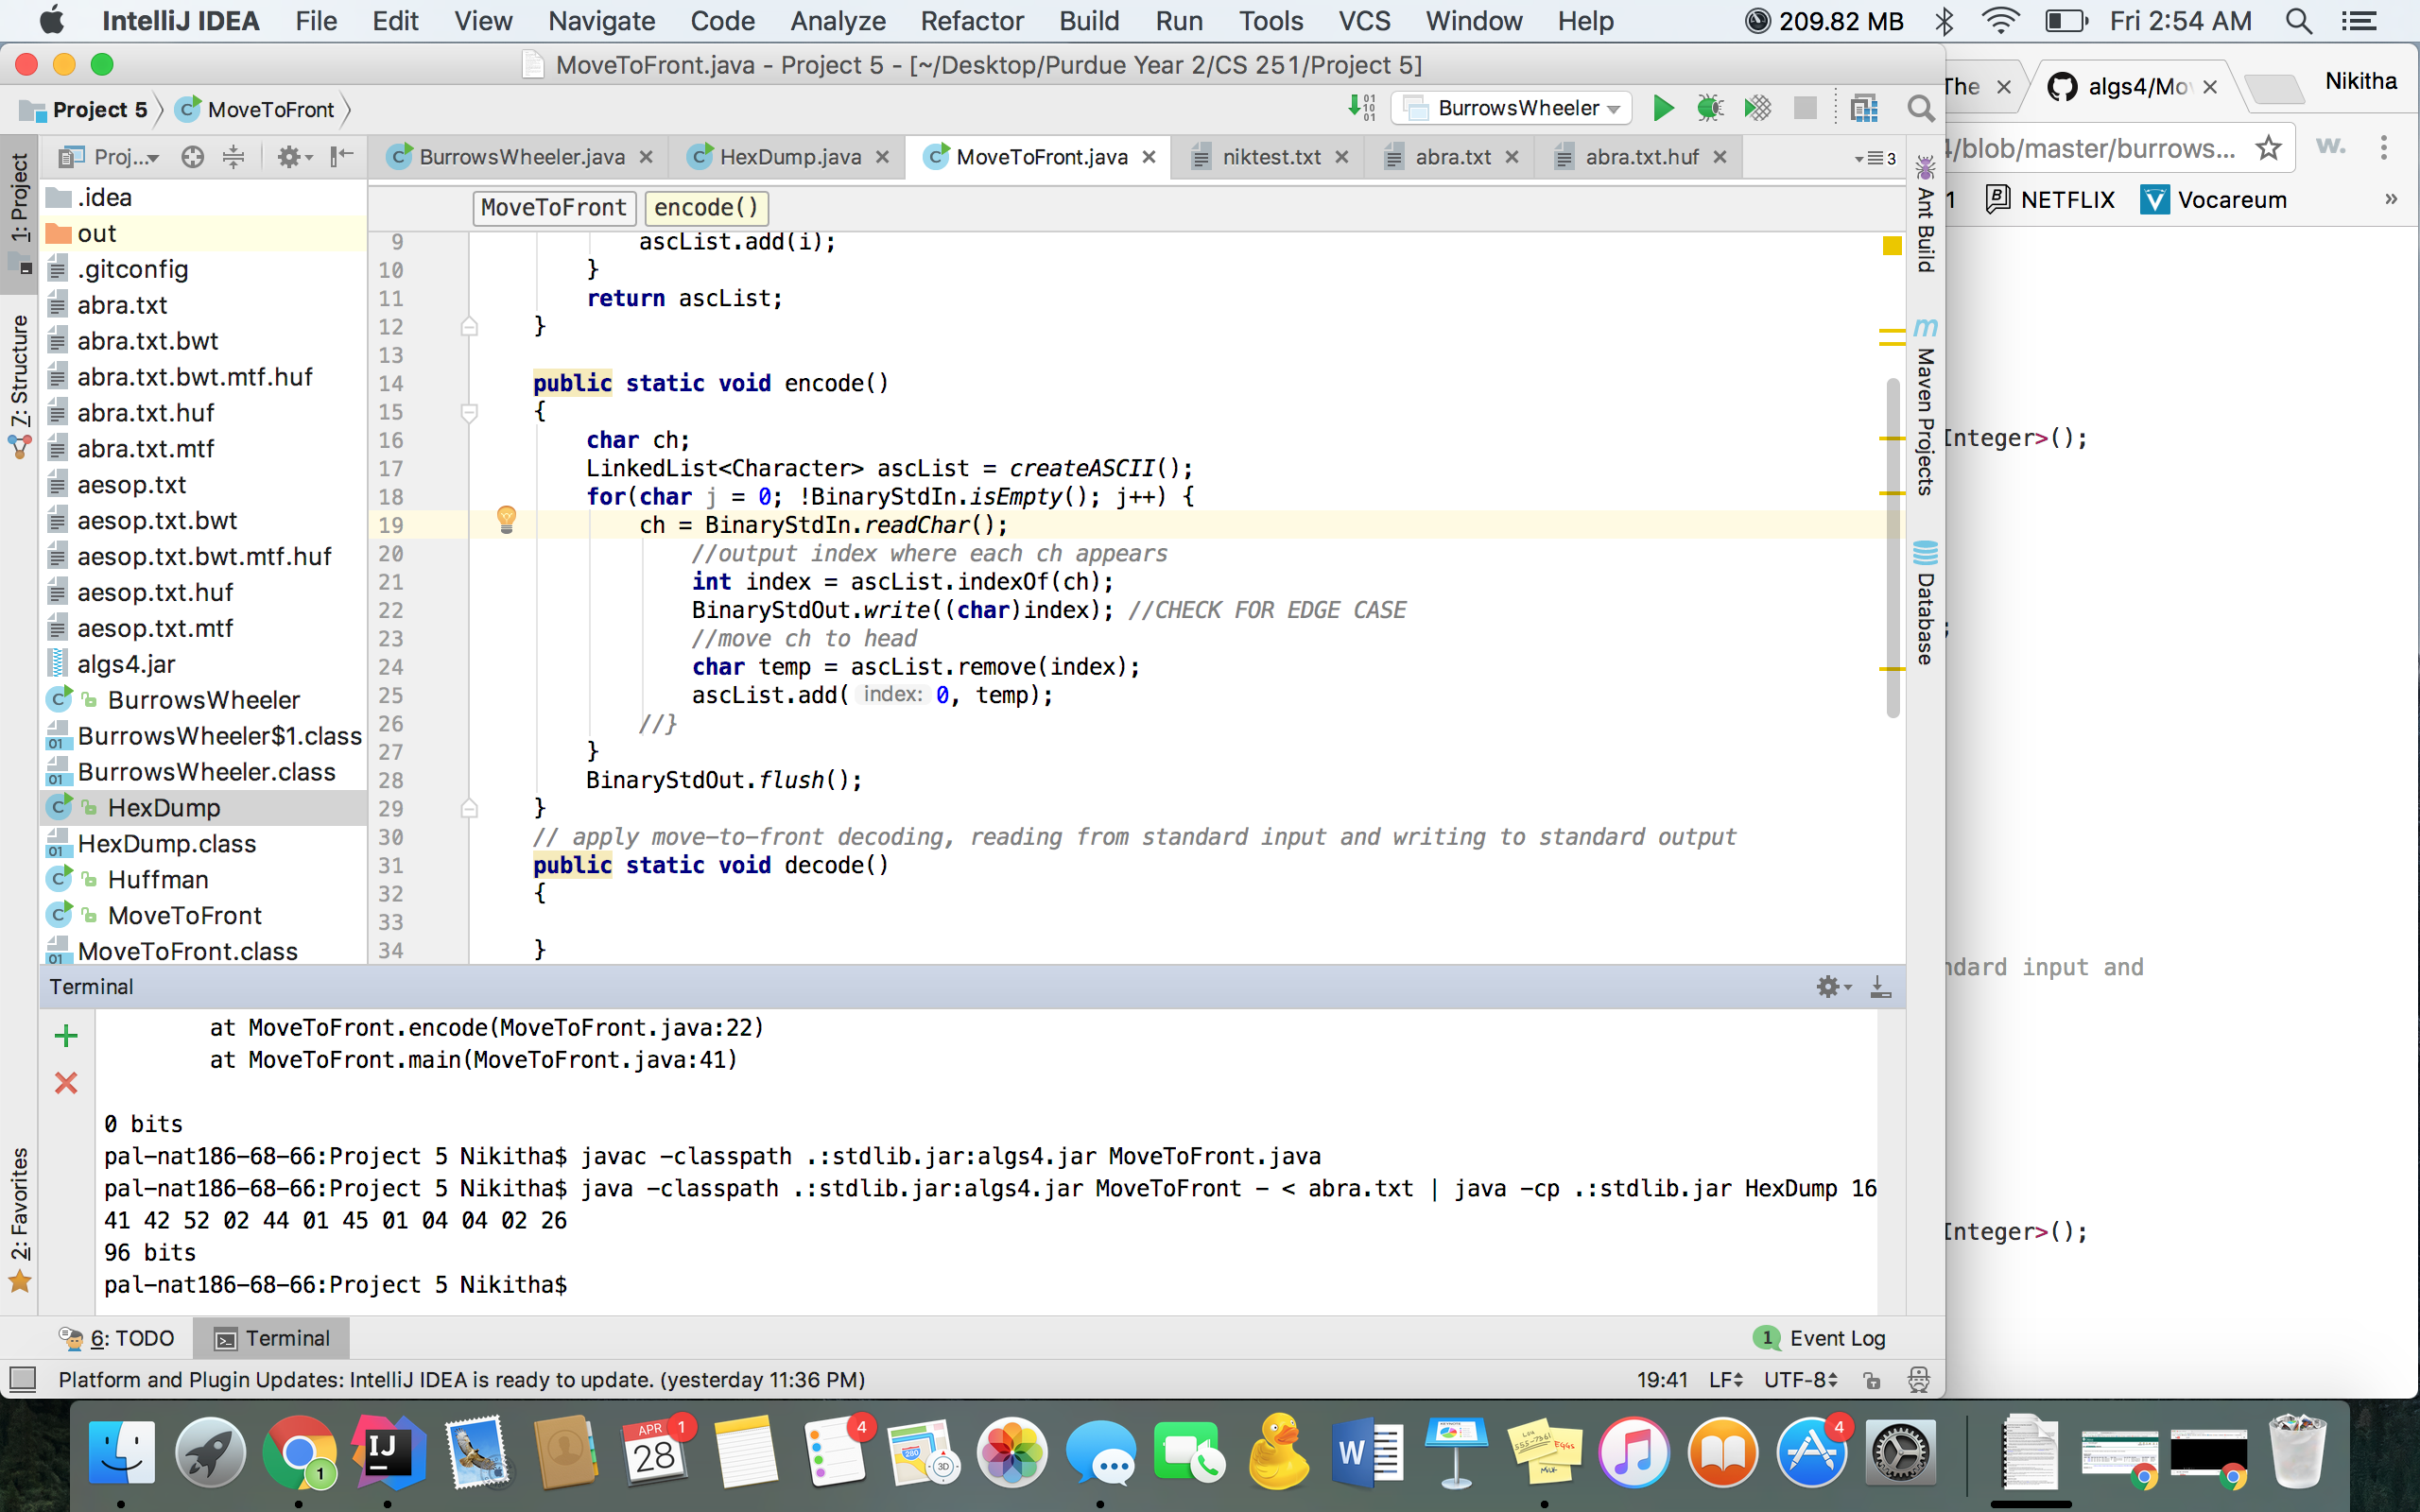 IntelliJ IDEA File Edit View Navigate Code Analyze Refactor Build Run Tools VCS Window Help 209.82 MB Fri 2:54 AM
MoveToFront.java - Project 5 - [~/Desktop/Purdue Year 2/CS 251/Project 5]
The algs4/Mo Nikitha
Project 5 MoveToFront BurrowsWheeler
4/blob/master/burrows... w.
1 NETFLIX Vocareum »
1: Project
7: Structure
2: Favorites
Proj...
BurrowsWheeler.java HexDump.java MoveToFront.java niktest.txt abra.txt abra.txt.huf 3
MoveToFront encode()
.idea
out
.gitconfig
abra.txt
abra.txt.bwt
abra.txt.bwt.mtf.huf
abra.txt.huf
abra.txt.mtf
aesop.txt
aesop.txt.bwt
aesop.txt.bwt.mtf.huf
aesop.txt.huf
aesop.txt.mtf
algs4.jar
BurrowsWheeler
BurrowsWheeler$1.class
BurrowsWheeler.class
HexDump
HexDump.class
Huffman
MoveToFront
MoveToFront.class
9 ascList.add(i);
10 }
11 return ascList;
12 }
13
14 public static void encode()
15 {
16 char ch;
17 LinkedList<Character> ascList = createASCII();
18 for(char j = 0; !BinaryStdIn.isEmpty(); j++) {
19 ch = BinaryStdIn.readChar();
20 //output index where each ch appears
21 int index = ascList.indexOf(ch);
22 BinaryStdOut.write((char)index); //CHECK FOR EDGE CASE
23 //move ch to head
24 char temp = ascList.remove(index);
25 ascList.add( index: 0, temp);
26 //}
27 }
28 BinaryStdOut.flush();
29 }
30 // apply move-to-front decoding, reading from standard input and writing to standard output
31 public static void decode()
32 {
33
34 }
Ant Build
Maven Projects
Database
Integer>();
;
ndard input and
Integer>();
Terminal
at MoveToFront.encode(MoveToFront.java:22)
at MoveToFront.main(MoveToFront.java:41)
0 bits
pal-nat186-68-66:Project 5 Nikitha$ javac -classpath .:stdlib.jar:algs4.jar MoveToFront.java
pal-nat186-68-66:Project 5 Nikitha$ java -classpath .:stdlib.jar:algs4.jar MoveToFront - < abra.txt | java -cp .:stdlib.jar HexDump 16
41 42 52 02 44 01 45 01 04 04 02 26
96 bits
pal-nat186-68-66:Project 5 Nikitha$
6: TODO Terminal 1 Event Log
Platform and Plugin Updates: IntelliJ IDEA is ready to update. (yesterday 11:36 PM) 19:41 LF UTF-8
1 IJ APR 28 1 4 280 3D W 555-7361 EGGS MILK 4